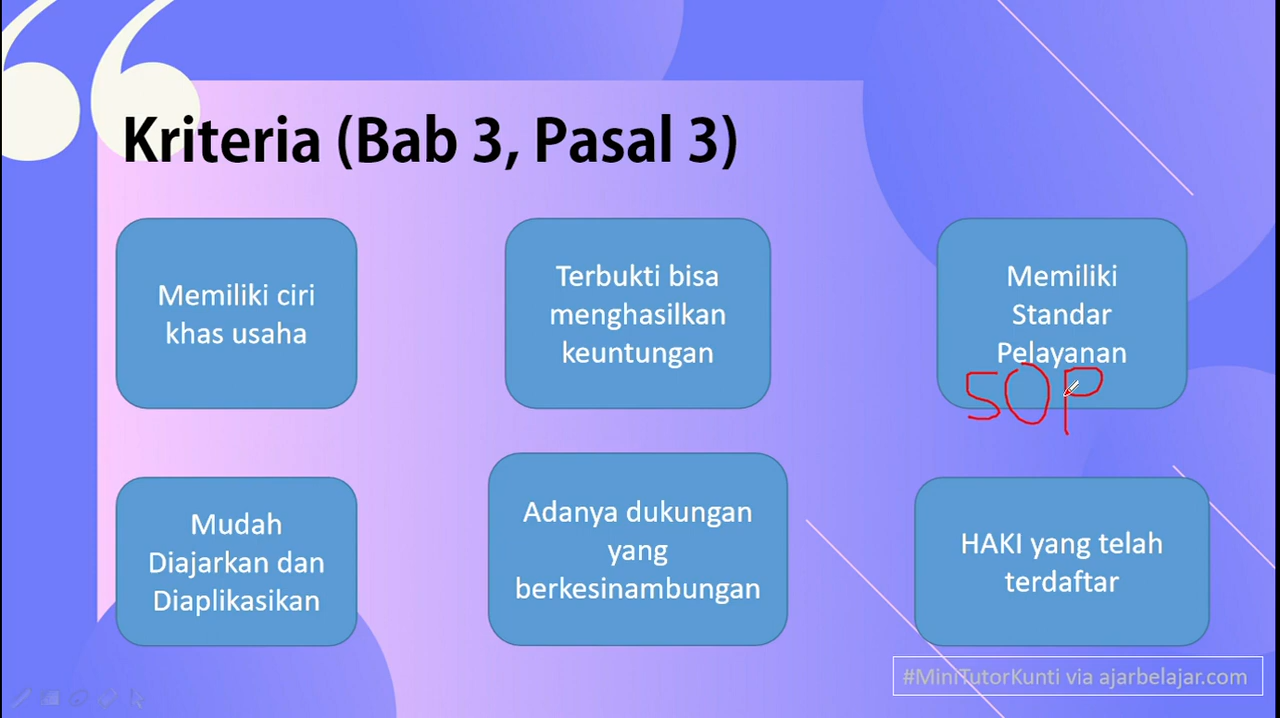 Kriteria (Bab 3, Pasal 3)
Memiliki ciri
khas usaha
Terbukti bisa
menghasilkan
keuntungan
Memiliki
Standar
Pelayanan
SOP
Mudah
Diajarkan dan
Diaplikasikan
Adanya dukungan
yang
berkesinambungan
HAKI yang telah
terdaftar
#MiniTutorKunti via ajarbelajar.com